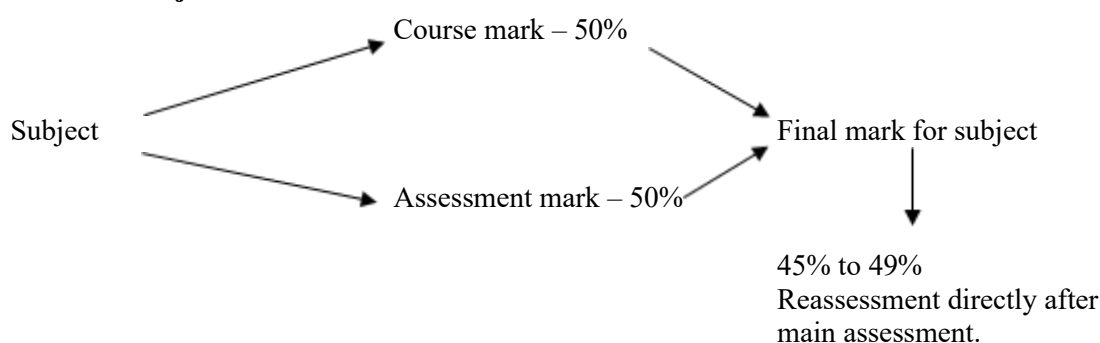 Course mark – 50%
Subject
Final mark for subject
Assessment mark – 50%
45% to 49%
Reassessment directly after
main assessment.